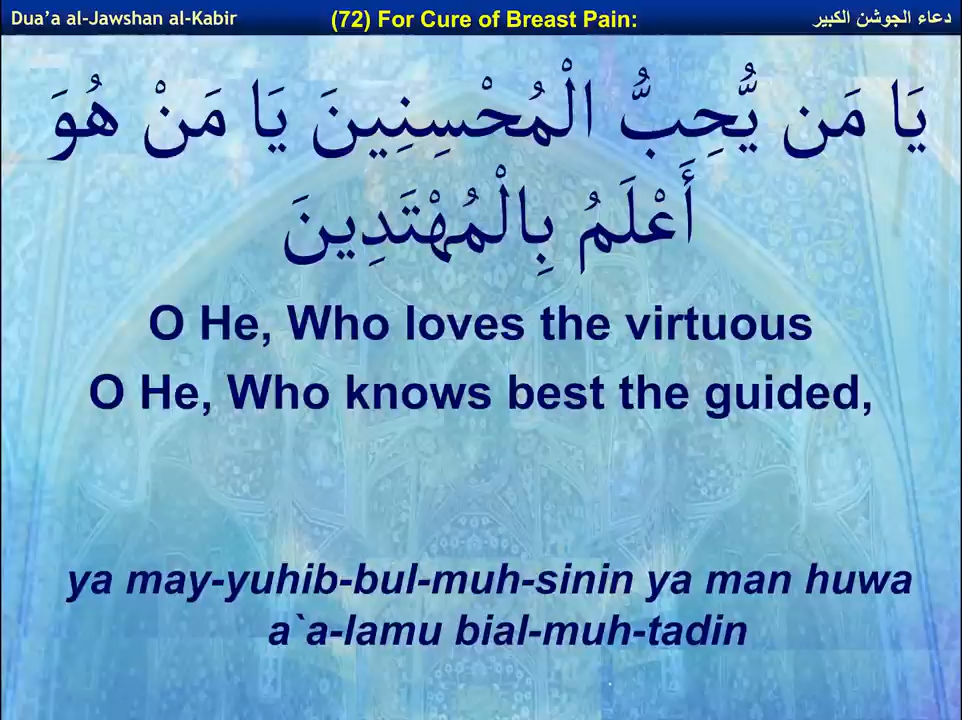 Dua'a al-Jawshan al-Kabir (72) For Cure of Breast Pain: دعاء الجوشن الكبير
يَا مَن يُّحِبُّ الْمُحْسِنِينَ يَا مَنْ هُوَ
أَعْلَمُ بِالْمُهْتَدِينَ
O He, Who loves the virtuous
O He, Who knows best the guided,
ya may-yuhib-bul-muh-sinin ya man huwa
a`a-lamu bial-muh-tadin